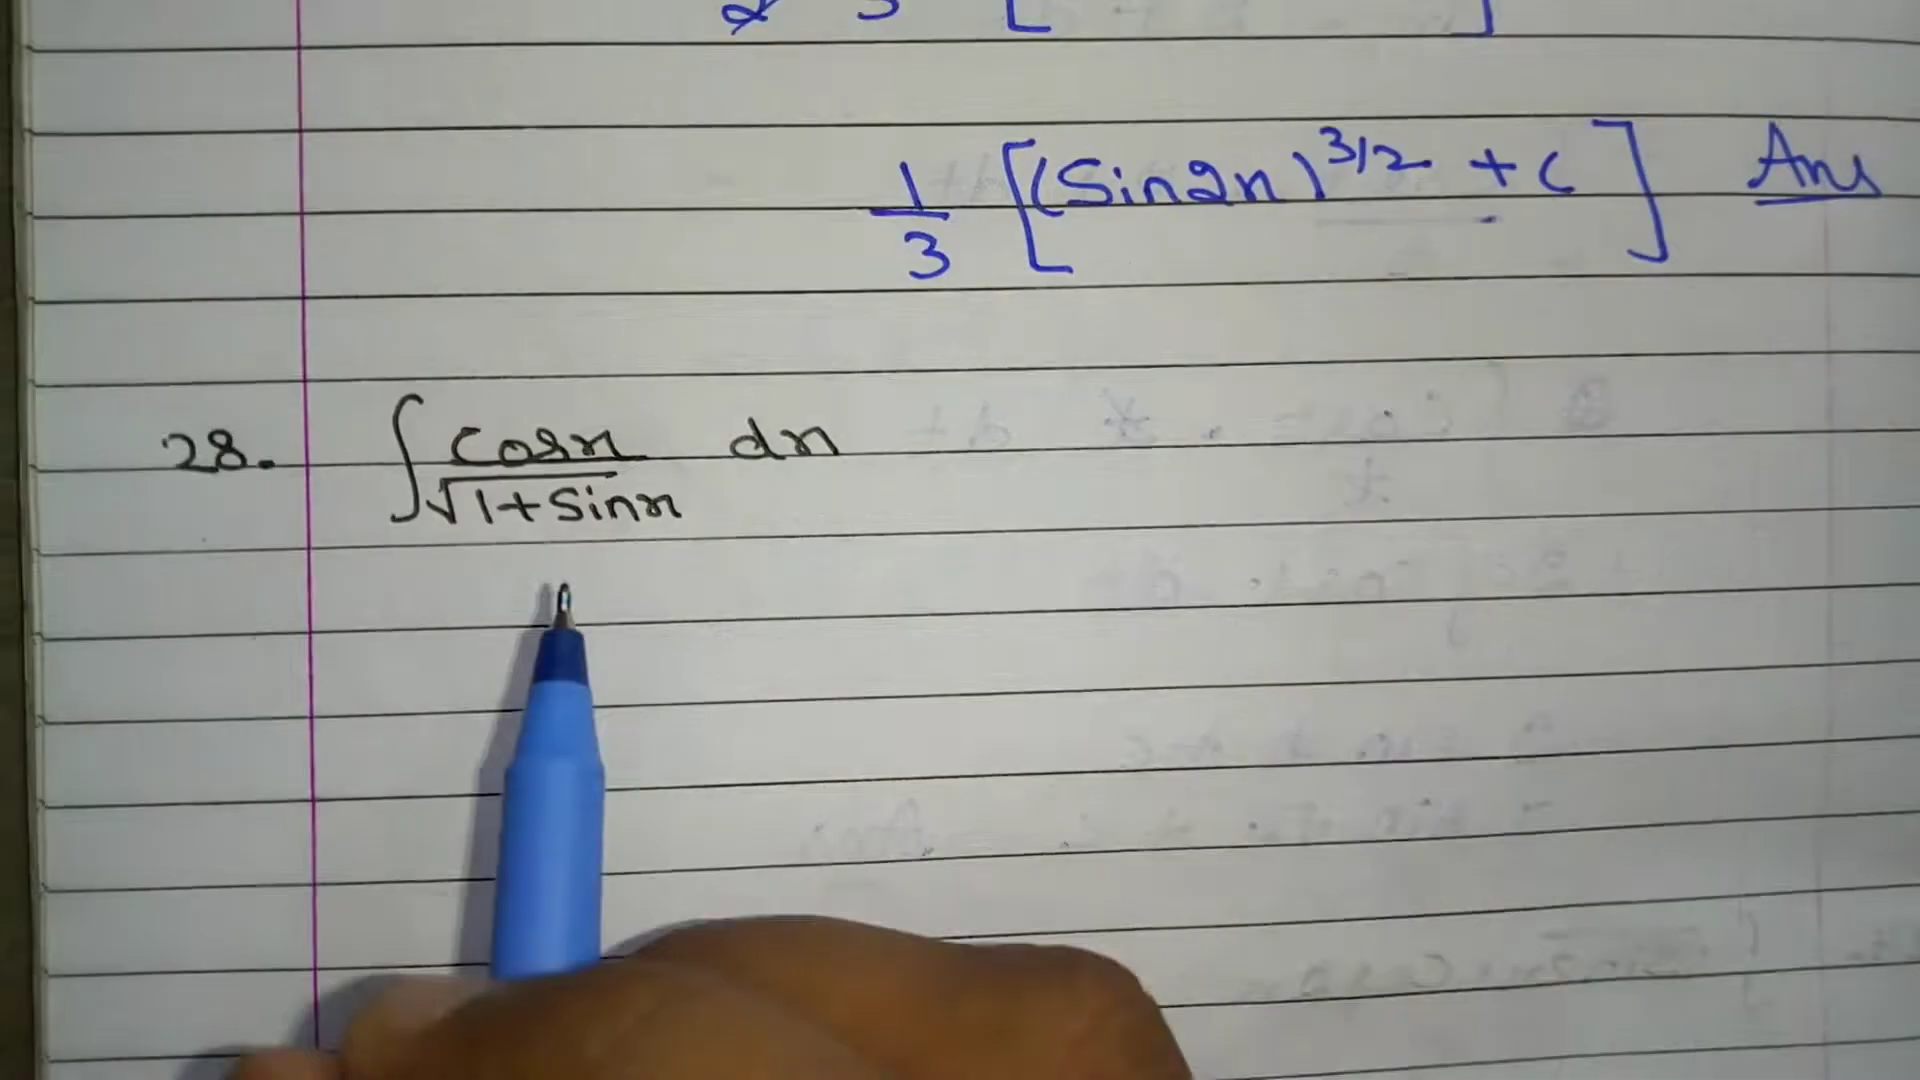 1/3 [(Sin2x)^3/2 + C] Ans
28. ∫ cosx/√1+sinx dx